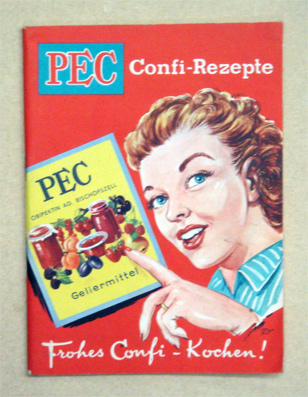 PEC Confi-Rezepte
PEC
OBIPEKTIN AG. BISCHOFSZELL
Geliermittel
Frohes Confi-Kochen!